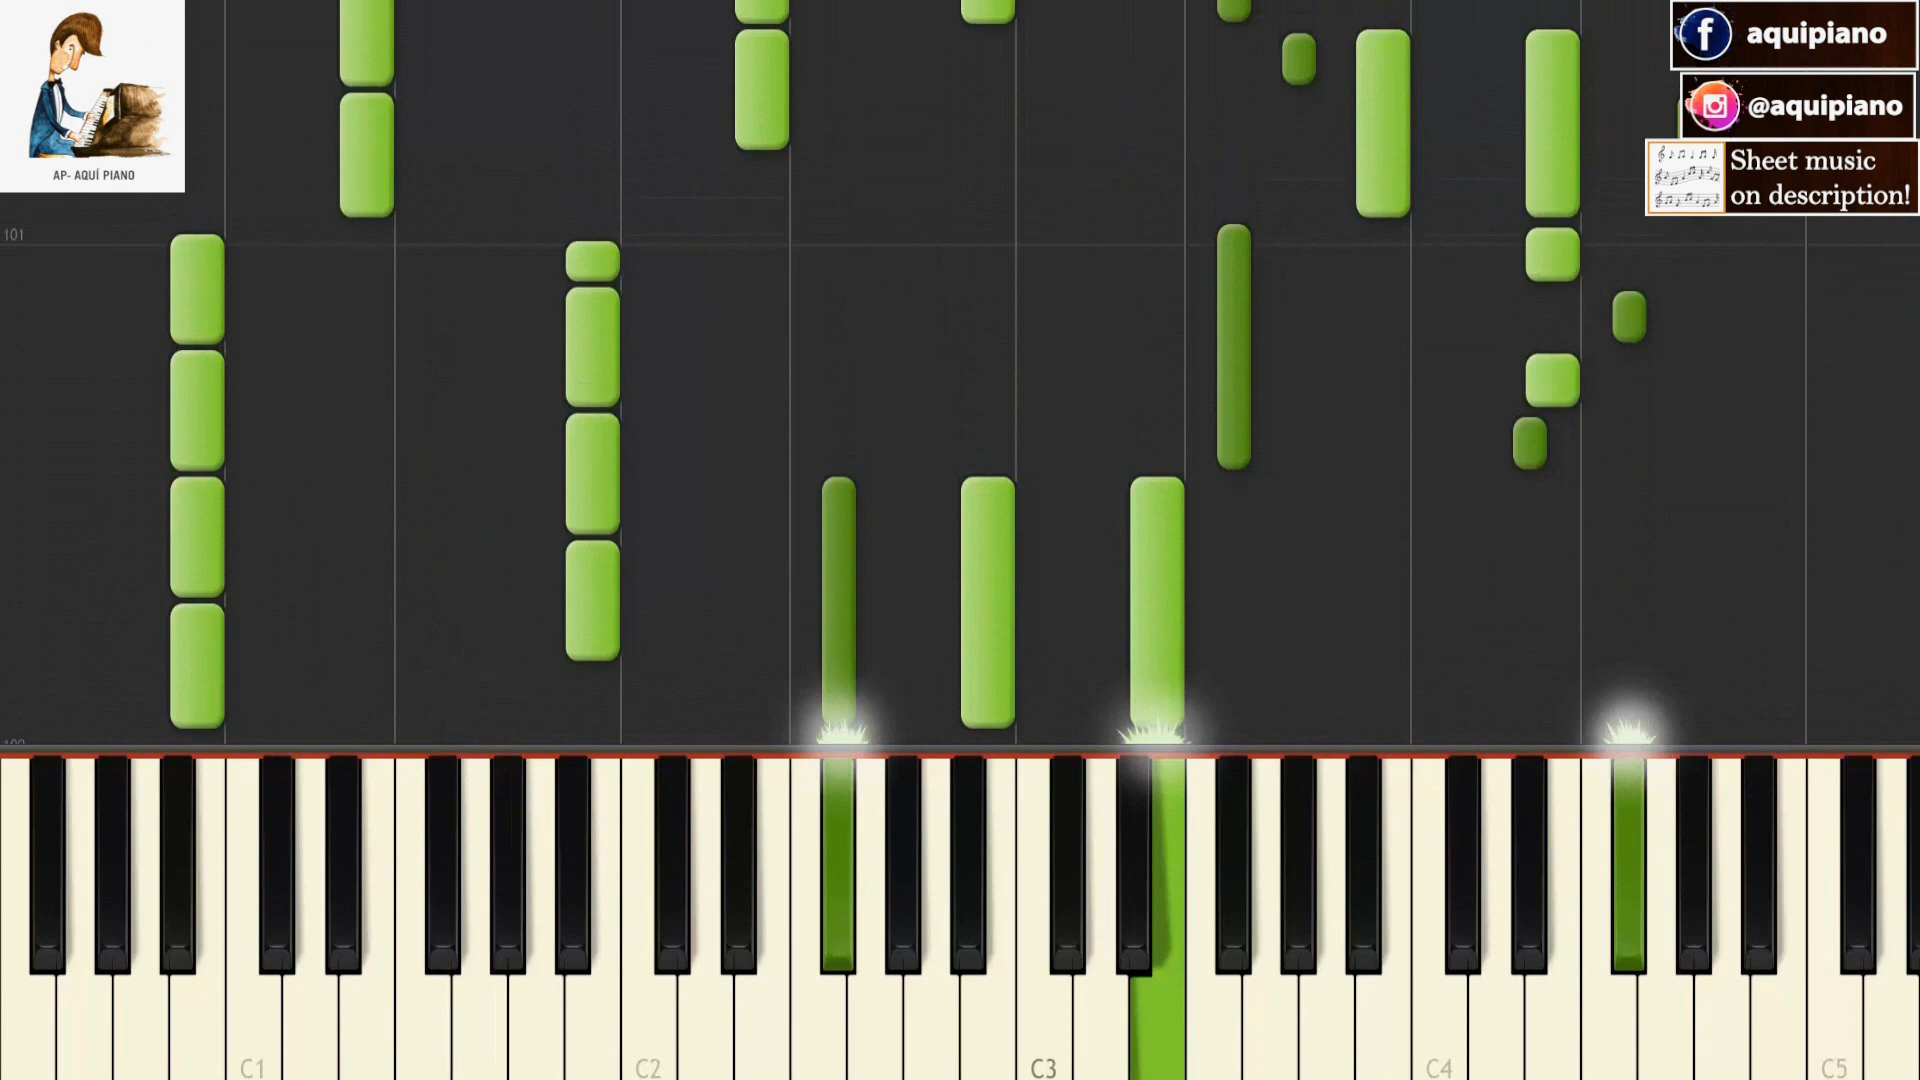 AP- AQUÍ PIANO
aquipiano
@aquipiano
Sheet music
on description!
101
C1
C2
C3
C4
C5